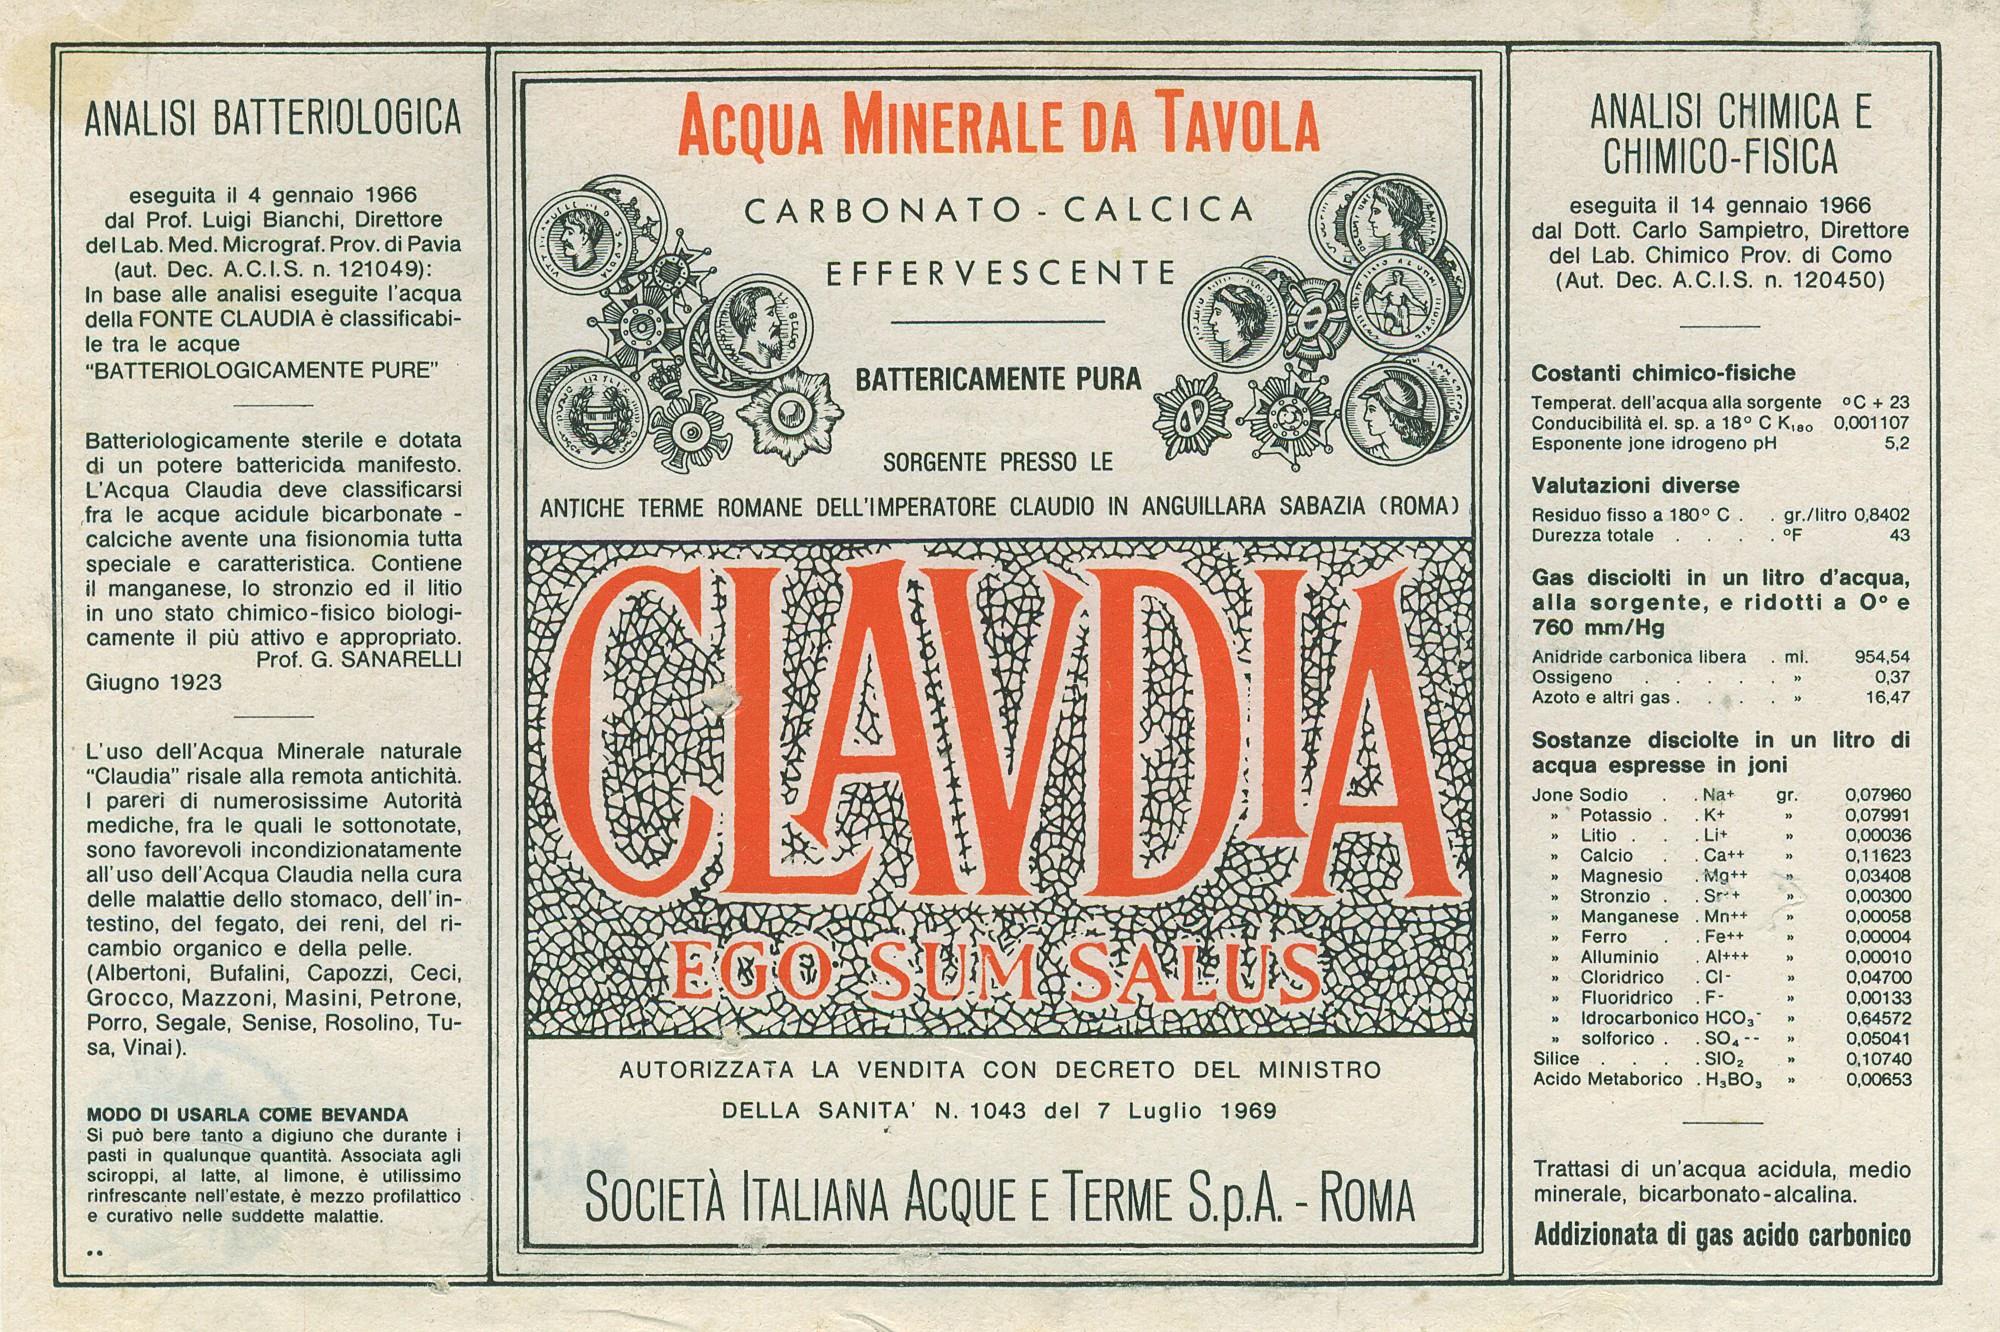 ANALISI BATTERIOLOGICA
eseguita il 4 gennaio 1966
dal Prof. Luigi Bianchi, Direttore
del Lab. Med. Micrograf. Prov. di Pavia
(aut. Dec. A.C.I.S. n. 121049):
In base alle analisi eseguite l'acqua
della FONTE CLAUDIA è classificabi-
le tra le acque
“BATTERIOLOGICAMENTE PURE”
Batteriologicamente sterile e dotata
di un potere battericida manifesto.
L'Acqua Claudia deve classificarsi
fra le acque acidule bicarbonate -
calciche avente una fisionomia tutta
speciale e caratteristica. Contiene
il manganese, lo stronzio ed il litio
in uno stato chimico-fisico biologi-
camente il più attivo e appropriato.
Prof. G. SANARELLI
Giugno 1923
L'uso dell'Acqua Minerale naturale
“Claudia” risale alla remota antichità.
I pareri di numerosissime Autorità
mediche, fra le quali le sottonotate,
sono favorevoli incondizionatamente
all'uso dell'Acqua Claudia nella cura
delle malattie dello stomaco, dell'in-
testino, del fegato, dei reni, del ri-
cambio organico e della pelle.
(Albertoni, Bufalini, Capozzi, Ceci,
Grocco, Mazzoni, Masini, Petrone,
Porro, Segale, Senise, Rosolino, Tu-
sa, Vinai).
MODO DI USARLA COME BEVANDA
Si può bere tanto a digiuno che durante i
pasti in qualunque quantità. Associata agli
sciroppi, al latte, al limone, è utilissimo
rinfrescante nell'estate, è mezzo profilattico
e curativo nelle suddette malattie.
ACQUA MINERALE DA TAVOLA
CARBONATO - CALCICA
EFFERVESCENTE
BATTERICAMENTE PURA
SORGENTE PRESSO LE
ANTICHE TERME ROMANE DELL'IMPERATORE CLAUDIO IN ANGUILLARA SABAZIA (ROMA)
CLAVDIA
EGO SUM SALUS
AUTORIZZATA LA VENDITA CON DECRETO DEL MINISTRO
DELLA SANITA' N. 1043 del 7 Luglio 1969
SOCIETÀ ITALIANA ACQUE E TERME S.p.A. - ROMA
ANALISI CHIMICA E
CHIMICO-FISICA
eseguita il 14 gennaio 1966
dal Dott. Carlo Sampietro, Direttore
del Lab. Chimico Prov. di Como
(Aut. Dec. A.C.I.S. n. 120450)
Costanti chimico-fisiche
Temperat. dell'acqua alla sorgente °C + 23
Conducibilità el. sp. a 18° C K₁₈₀ 0,001107
Esponente jone idrogeno pH 5,2
Valutazioni diverse
Residuo fisso a 180° C . . gr./litro 0,8402
Durezza totale . . . . °F 43
Gas disciolti in un litro d'acqua,
alla sorgente, e ridotti a 0° e
760 mm/Hg
Anidride carbonica libera . ml. 954,54
Ossigeno . . . . . » 0,37
Azoto e altri gas . . . . » 16,47
Sostanze disciolte in un litro di
acqua espresse in joni
Jone Sodio . . Na+ gr. 0,07960
» Potassio . . K+ » 0,07991
» Litio . . . Li+ » 0,00036
» Calcio . . Ca++ » 0,11623
» Magnesio . Mg++ » 0,03408
» Stronzio . . Sr++ » 0,00300
» Manganese . Mn++ » 0,00058
» Ferro . . Fe++ » 0,00004
» Alluminio . Al+++ » 0,00010
» Cloridrico . Cl- » 0,04700
» Fluoridrico . F- » 0,00133
» Idrocarbonico HCO₃- » 0,64572
» solforico . . SO₄-- » 0,05041
Silice . . . . SIO₂ » 0,10740
Acido Metaborico . H₃BO₃ » 0,00653
Trattasi di un'acqua acidula, medio
minerale, bicarbonato-alcalina.
Addizionata di gas acido carbonico